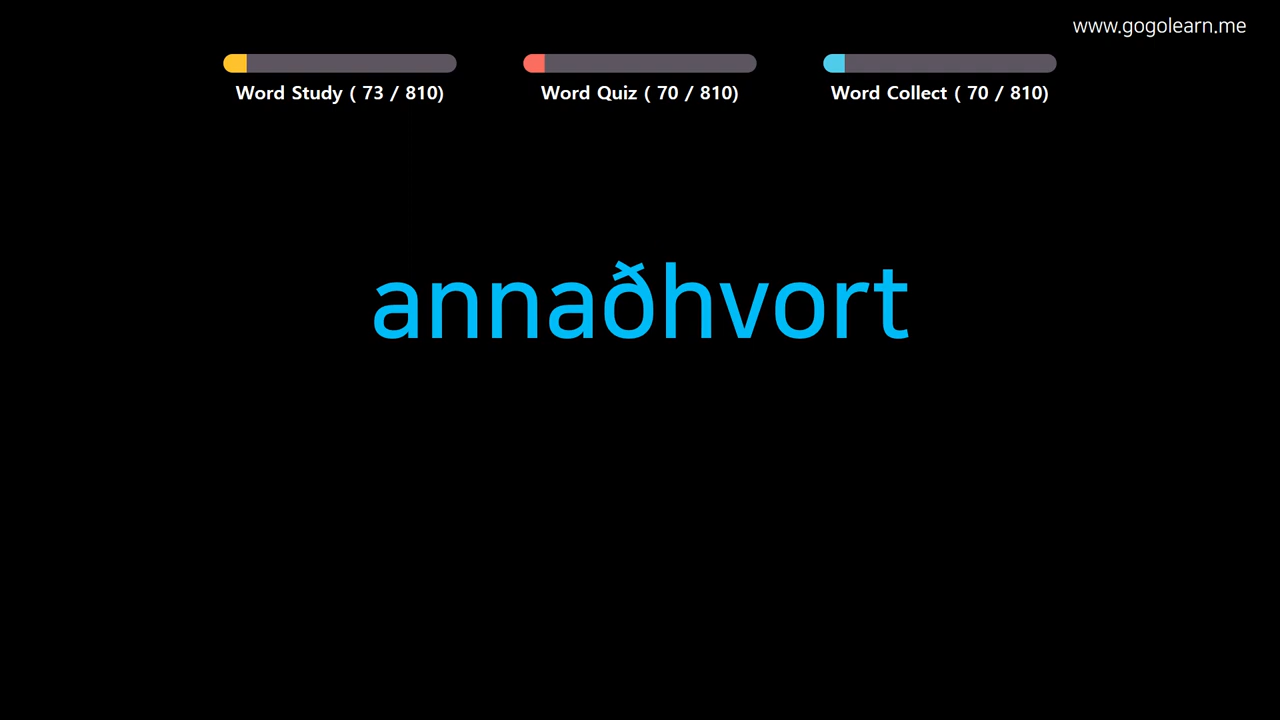 www.gogolearn.me
Word Study ( 73 / 810)
Word Quiz ( 70 / 810)
Word Collect ( 70 / 810)
annaðhvort